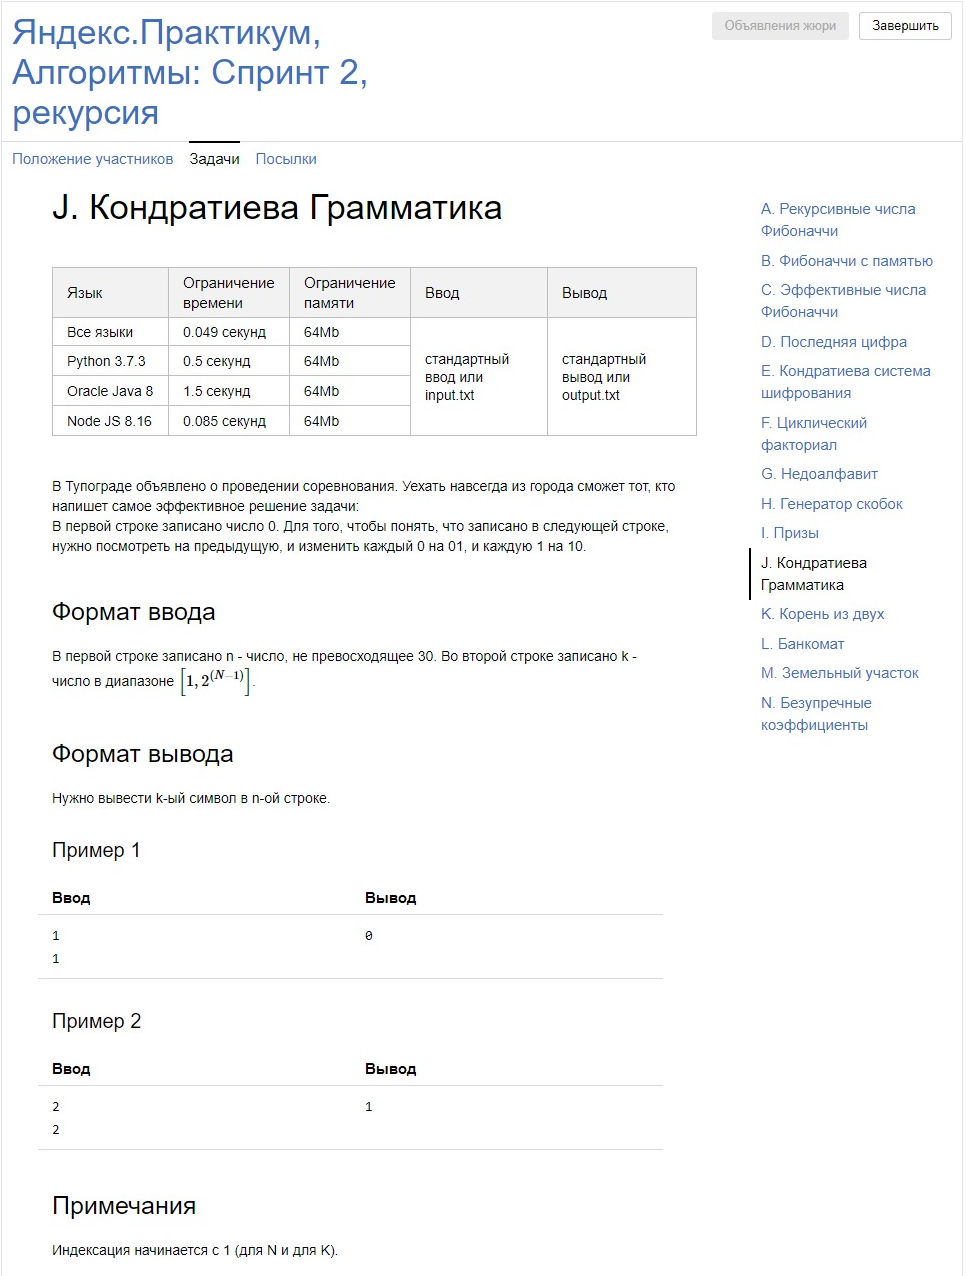 Яндекс.Практикум,
Алгоритмы: Спринт 2,
рекурсия
Объявления жюри
Завершить
Положение участников Задачи Посылки
J. Кондратиева Грамматика
Язык
Ограничение
времени
Ограничение
памяти
Ввод
Вывод
Все языки 0.049 секунд 64Mb
Python 3.7.3 0.5 секунд 64Mb
Oracle Java 8 1.5 секунд 64Mb
Node JS 8.16 0.085 секунд 64Mb
стандартный
ввод или
input.txt
стандартный
вывод или
output.txt
В Тупограде объявлено о проведении соревнования. Уехать навсегда из города сможет тот, кто
напишет самое эффективное решение задачи:
В первой строке записано число 0. Для того, чтобы понять, что записано в следующей строке,
нужно посмотреть на предыдущую, и изменить каждый 0 на 01, и каждую 1 на 10.
Формат ввода
В первой строке записано n - число, не превосходящее 30. Во второй строке записано k -
число в диапазоне [1, 2^(N−1)].
Формат вывода
Нужно вывести k-ый символ в n-ой строке.
Пример 1
Ввод Вывод
1 0
1
Пример 2
Ввод Вывод
2 1
2
Примечания
Индексация начинается с 1 (для N и для K).
A. Рекурсивные числа
Фибоначчи
B. Фибоначчи с памятью
C. Эффективные числа
Фибоначчи
D. Последняя цифра
E. Кондратиева система
шифрования
F. Циклический
факториал
G. Недоалфавит
H. Генератор скобок
I. Призы
J. Кондратиева
Грамматика
K. Корень из двух
L. Банкомат
M. Земельный участок
N. Безупречные
коэффициенты